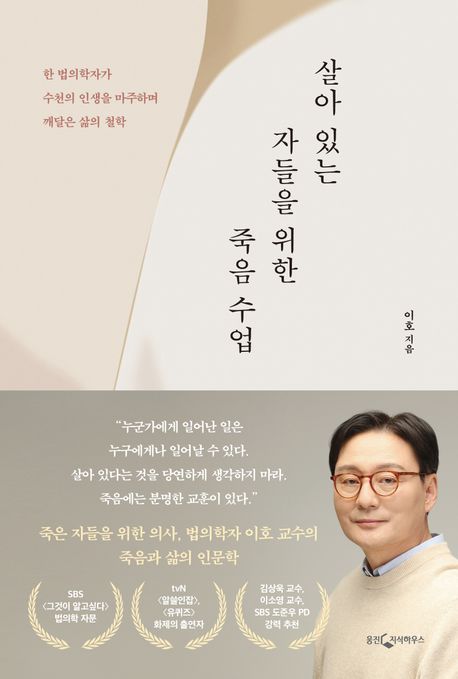 한 법의학자가
수천의 인생을 마주하며
깨달은 삶의 철학
살아 있는
자들을 위한
죽음 수업
이호 지음
“누군가에게 일어난 일은
누구에게나 일어날 수 있다.
살아 있다는 것을 당연하게 생각하지 마라.
죽음에는 분명한 교훈이 있다.”
죽은 자들을 위한 의사, 법의학자 이호 교수의
죽음과 삶의 인문학
SBS
〈그것이 알고싶다〉
법의학 자문
tvN
〈알쓸인잡〉,
〈유퀴즈〉
화제의 출연자
김상욱 교수,
이소영 교수,
SBS 도준우 PD
강력 추천
웅진 지식하우스